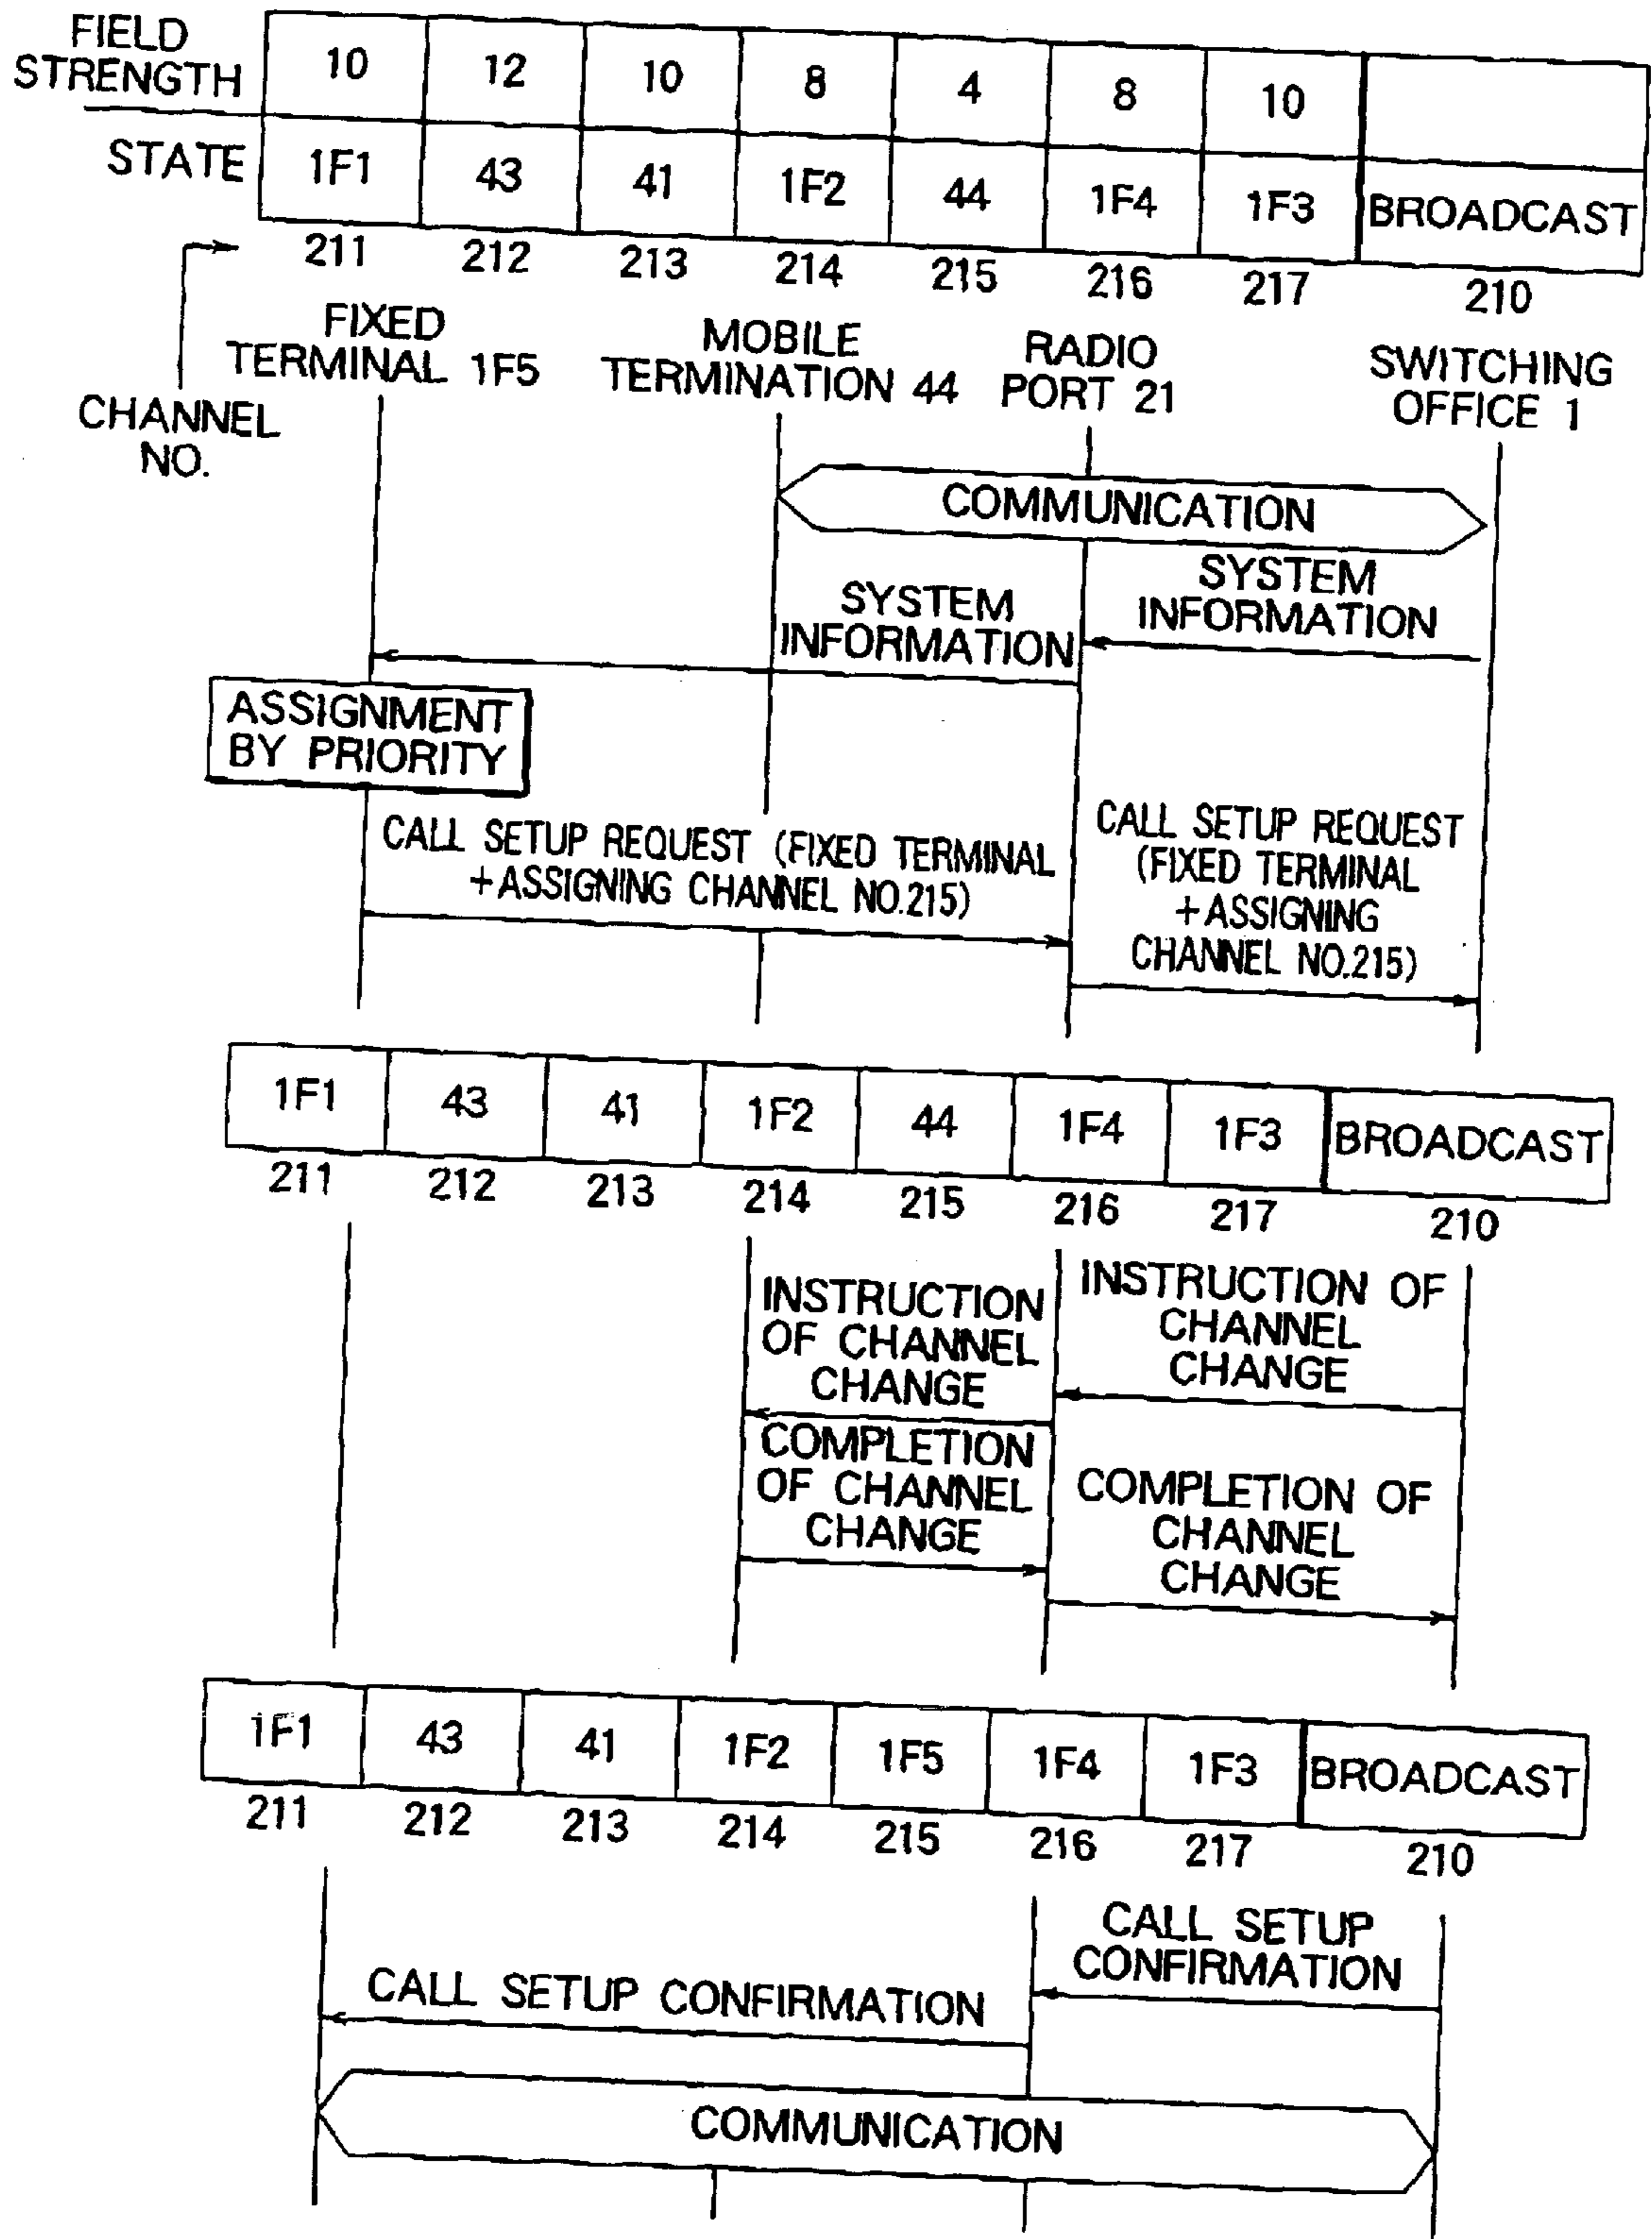 FIELD
STRENGTH
10 12 10 8 4 8 10
STATE
1F1 43 41 1F2 44 1F4 1F3 BROADCAST
211 212 213 214 215 216 217 210
CHANNEL
NO.
FIXED
TERMINAL 1F5
MOBILE
TERMINATION 44
RADIO
PORT 21
SWITCHING
OFFICE 1
COMMUNICATION
SYSTEM
INFORMATION
SYSTEM
INFORMATION
ASSIGNMENT
BY PRIORITY
CALL SETUP REQUEST (FIXED TERMINAL
+ASSIGNING CHANNEL NO.215)
CALL SETUP REQUEST
(FIXED TERMINAL
+ASSIGNING
CHANNEL NO.215)
1F1 43 41 1F2 44 1F4 1F3 BROADCAST
211 212 213 214 215 216 217 210
INSTRUCTION OF
CHANNEL
CHANGE
INSTRUCTION
OF CHANNEL
CHANGE
COMPLETION
OF CHANNEL
CHANGE
COMPLETION OF
CHANNEL
CHANGE
1F1 43 41 1F2 1F5 1F4 1F3 BROADCAST
211 212 213 214 215 216 217 210
CALL SETUP
CONFIRMATION
CALL SETUP CONFIRMATION
COMMUNICATION